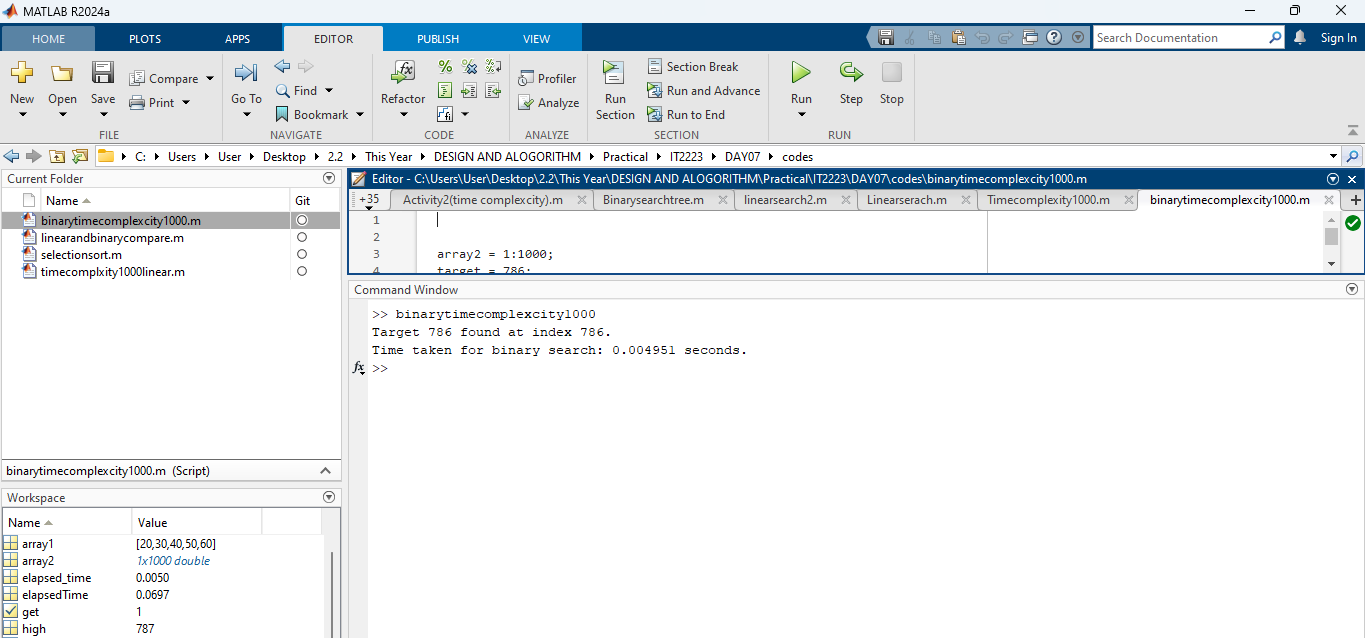 MATLAB R2024a
HOME PLOTS APPS EDITOR PUBLISH VIEW Search Documentation Sign In
New Open Save Compare Print
FILE
Go To Find Bookmark
NAVIGATE
Refactor
CODE
Profiler
Analyze
ANALYZE
Run Section
Section Break
Run and Advance
Run to End
SECTION
Run Step Stop
RUN
C: Users User Desktop 2.2 This Year DESIGN AND ALOGORITHM Practical IT2223 DAY07 codes
Current Folder
Name Git
binarytimecomplexcity1000.m
linearandbinarycompare.m
selectionsort.m
timecomplxity1000linear.m
binarytimecomplexcity1000.m (Script)
Workspace
Name Value
array1 [20,30,40,50,60]
array2 1x1000 double
elapsed_time 0.0050
elapsedTime 0.0697
get 1
high 787
Editor - C:\Users\User\Desktop\2.2\This Year\DESIGN AND ALOGORITHM\Practical\IT2223\DAY07\codes\binarytimecomplexcity1000.m
+35 Activity2(time complexcity).m Binarysearchtree.m linearsearch2.m Linearserach.m Timecomplexity1000.m binarytimecomplexcity1000.m
1
2
3 array2 = 1:1000;
4 target = 786;
Command Window
>> binarytimecomplexcity1000
Target 786 found at index 786.
Time taken for binary search: 0.004951 seconds.
fx >>